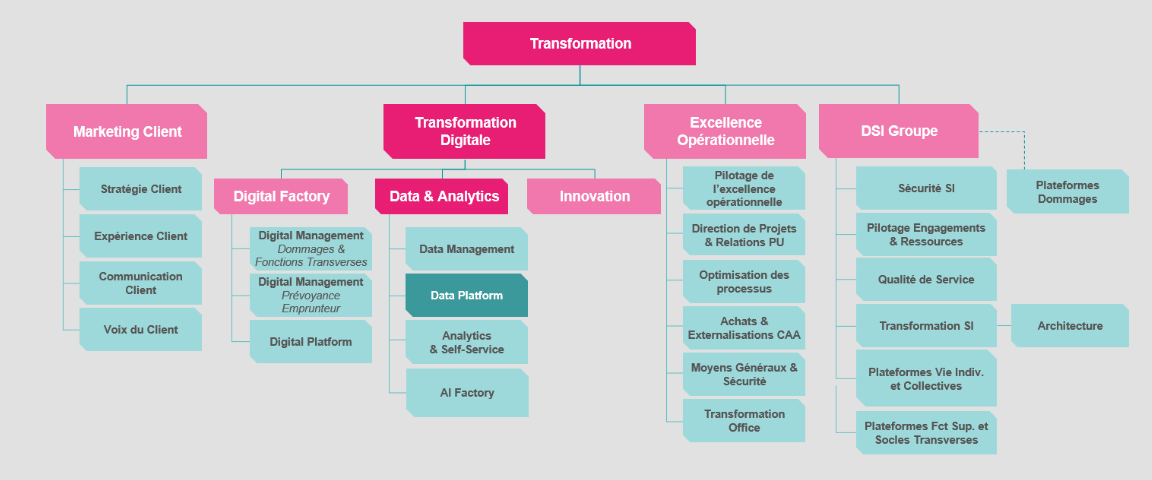 Transformation
Marketing Client
Stratégie Client
Expérience Client
Communication
Client
Voix du Client
Transformation
Digitale
Digital Factory
Digital Management
Dommages &
Fonctions Transverses
Digital Management
Prévoyance
Emprunteur
Digital Platform
Data & Analytics
Data Management
Data Platform
Analytics
& Self-Service
AI Factory
Innovation
Excellence
Opérationnelle
Pilotage de
l'excellence
opérationnelle
Direction de Projets
& Relations PU
Optimisation des
processus
Achats &
Externalisations CAA
Moyens Généraux &
Sécurité
Transformation
Office
DSI Groupe
Sécurité SI
Pilotage Engagements
& Ressources
Qualité de Service
Transformation SI
Plateformes Vie Indiv.
et Collectives
Plateformes Fct Sup. et
Socles Transverses
Plateformes
Dommages
Architecture